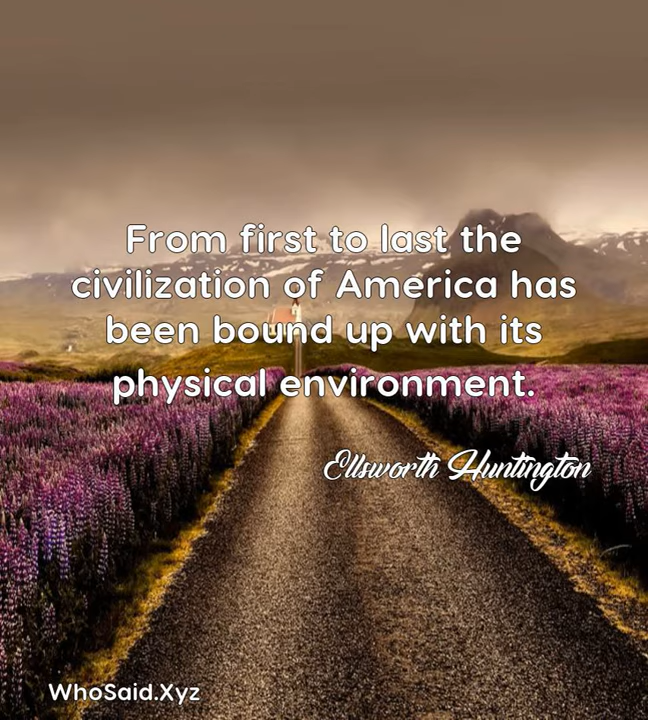 From first to last the
civilization of America has
been bound up with its
physical environment.
Ellsworth Huntington
WhoSaid.Xyz